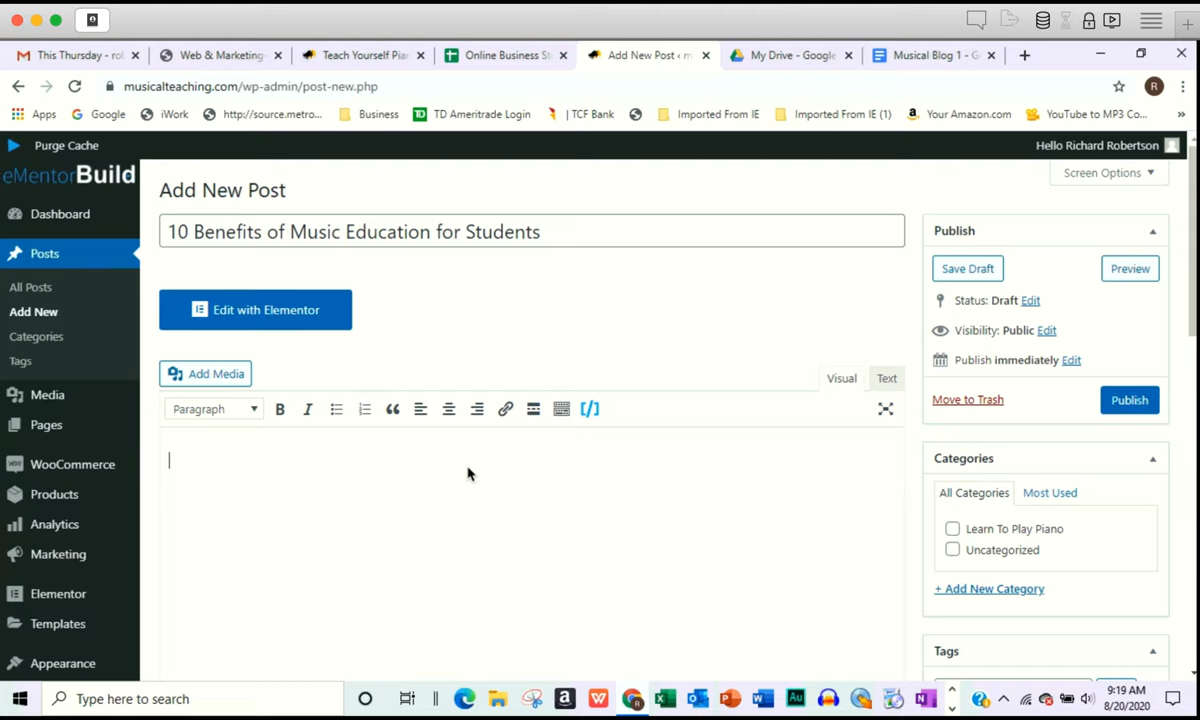 This Thursday - rol
Web & Marketing
Teach Yourself Pia
Online Business St
Add New Post ‹ m
My Drive - Google
Musical Blog 1 - G
musicalteaching.com/wp-admin/post-new.php
R
Apps
Google
iWork
http://source.metro...
Business
TD Ameritrade Login
| TCF Bank
Imported From IE
Imported From IE (1)
Your Amazon.com
YouTube to MP3 Co...
»
Purge Cache
Hello Richard Robertson
eMentorBuild
Screen Options
Add New Post
Dashboard
Posts
All Posts
Add New
Categories
Tags
Media
Pages
WooCommerce
Products
Analytics
Marketing
Elementor
Templates
Appearance
10 Benefits of Music Education for Students
Edit with Elementor
Add Media
Visual
Text
Paragraph
B
I
Publish
Save Draft
Preview
Status: Draft Edit
Visibility: Public Edit
Publish immediately Edit
Move to Trash
Publish
Categories
All Categories
Most Used
Learn To Play Piano
Uncategorized
+ Add New Category
Tags
Type here to search
9:19 AM
8/20/2020